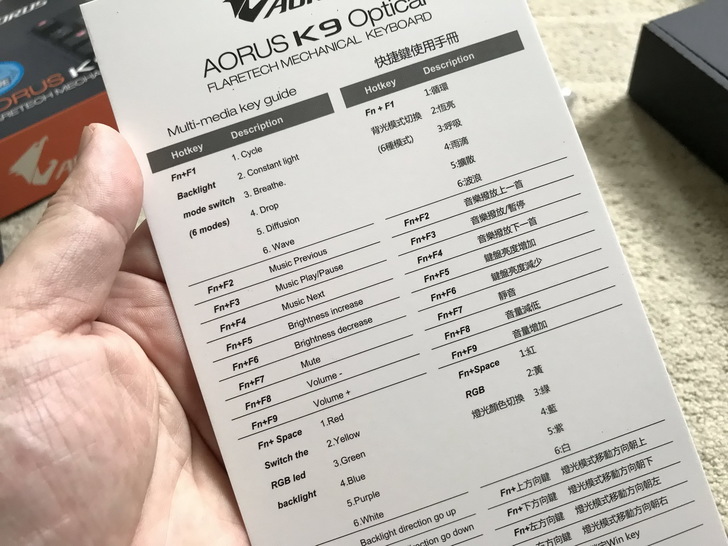 AORUS K9 Optical
FLARETECH MECHANICAL KEYBOARD
Multi-media key guide
Hotkey Description
Fn+F1
Backlight
mode switch
(6 modes)
1. Cycle
2. Constant light
3. Breathe.
4. Drop
5. Diffusion
6. Wave
Fn+F2 Music Previous
Fn+F3 Music Play/Pause
Fn+F4 Music Next
Fn+F5 Brightness increase
Fn+F6 Brightness decrease
Fn+F7 Mute
Fn+F8 Volume -
Fn+F9 Volume +
Fn+ Space
Switch the
RGB led
backlight
1.Red
2.Yellow
3.Green
4.Blue
5.Purple
6.White
Backlight direction go up
Backlight direction go down
快捷鍵使用手冊
Hotkey Description
Fn + F1
背光模式切換
(6種模式)
1:循環
2:恆亮
3:呼吸
4:雨滴
5:擴散
6:波浪
Fn+F2 音樂撥放上一首
Fn+F3 音樂撥放/暫停
Fn+F4 音樂撥放下一首
Fn+F5 鍵盤亮度增加
Fn+F6 鍵盤亮度減少
Fn+F7 靜音
Fn+F8 音量減低
Fn+F9 音量增加
Fn+Space
RGB
燈光顏色切換
1:紅
2:黃
3:綠
4:藍
5:紫
6:白
Fn+上方向鍵 燈光模式移動方向朝上
Fn+下方向鍵 燈光模式移動方向朝下
Fn+左方向鍵 燈光模式移動方向朝左
燈光模式移動方向朝右
Win key
AORUS
AORUS K
FLARETECH MECHA